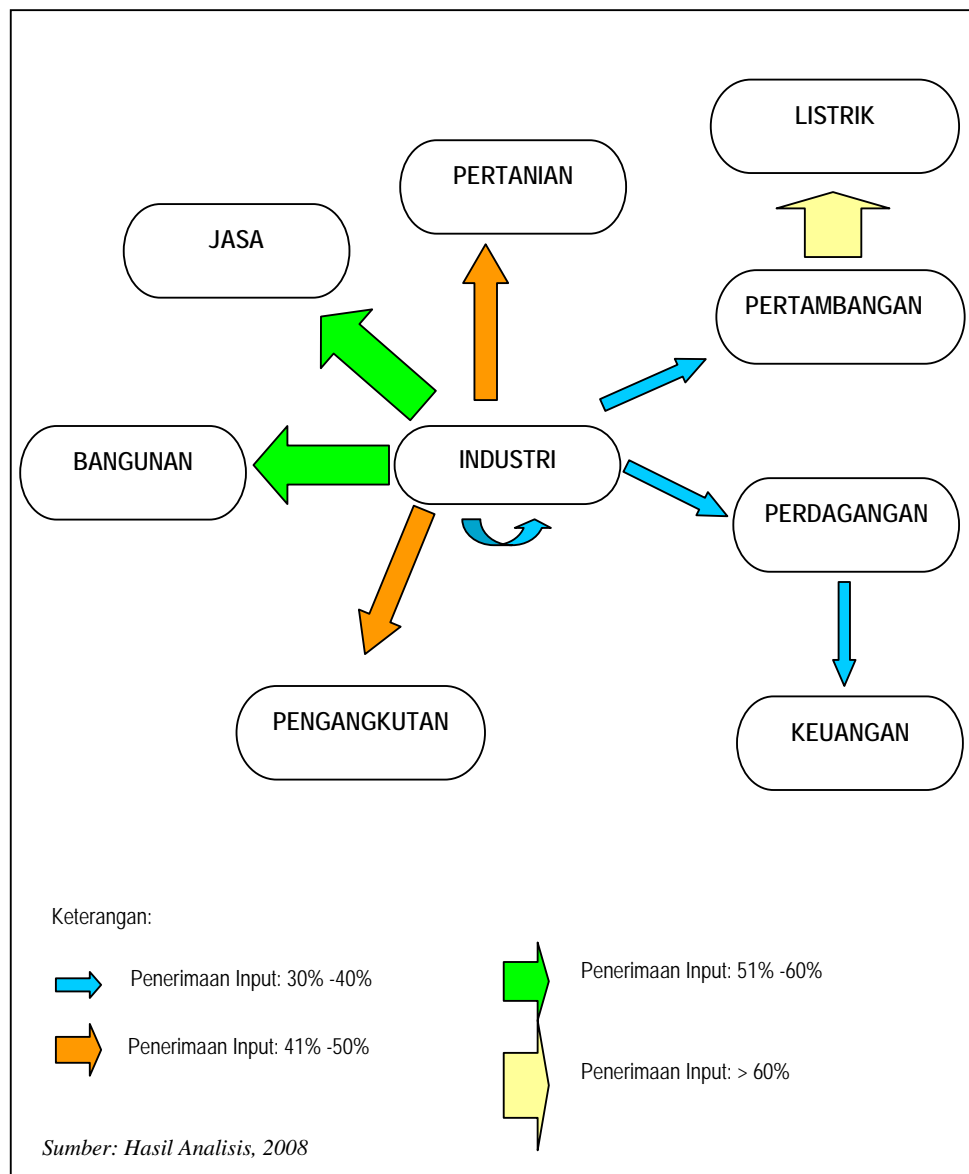 LISTRIK
PERTANIAN
JASA
PERTAMBANGAN
BANGUNAN
INDUSTRI
PERDAGANGAN
PENGANGKUTAN
KEUANGAN
Keterangan:
Penerimaan Input: 30% -40%
Penerimaan Input: 51% -60%
Penerimaan Input: 41% -50%
Penerimaan Input: > 60%
Sumber: Hasil Analisis, 2008